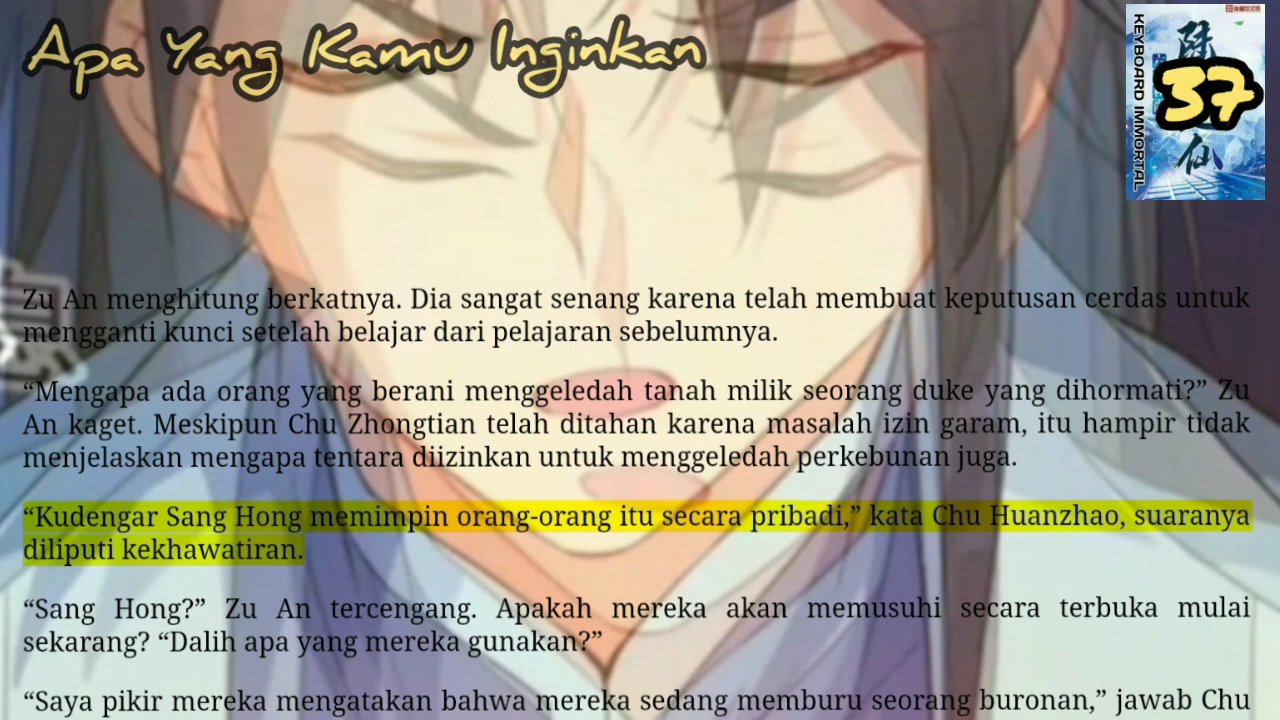 Apa Yang Kamu Inginkan
KEYBOARD IMMORTAL
陆
37
仙
Zu An menghitung berkatnya. Dia sangat senang karena telah membuat keputusan cerdas untuk
mengganti kunci setelah belajar dari pelajaran sebelumnya.
“Mengapa ada orang yang berani menggeledah tanah milik seorang duke yang dihormati?” Zu
An kaget. Meskipun Chu Zhongtian telah ditahan karena masalah izin garam, itu hampir tidak
menjelaskan mengapa tentara diizinkan untuk menggeledah perkebunan juga.
“Kudengar Sang Hong memimpin orang-orang itu secara pribadi,” kata Chu Huanzhao, suaranya
diliputi kekhawatiran.
“Sang Hong?” Zu An tercengang. Apakah mereka akan memusuhi secara terbuka mulai
sekarang? “Dalih apa yang mereka gunakan?”
“Saya pikir mereka mengatakan bahwa mereka sedang memburu seorang buronan,” jawab Chu